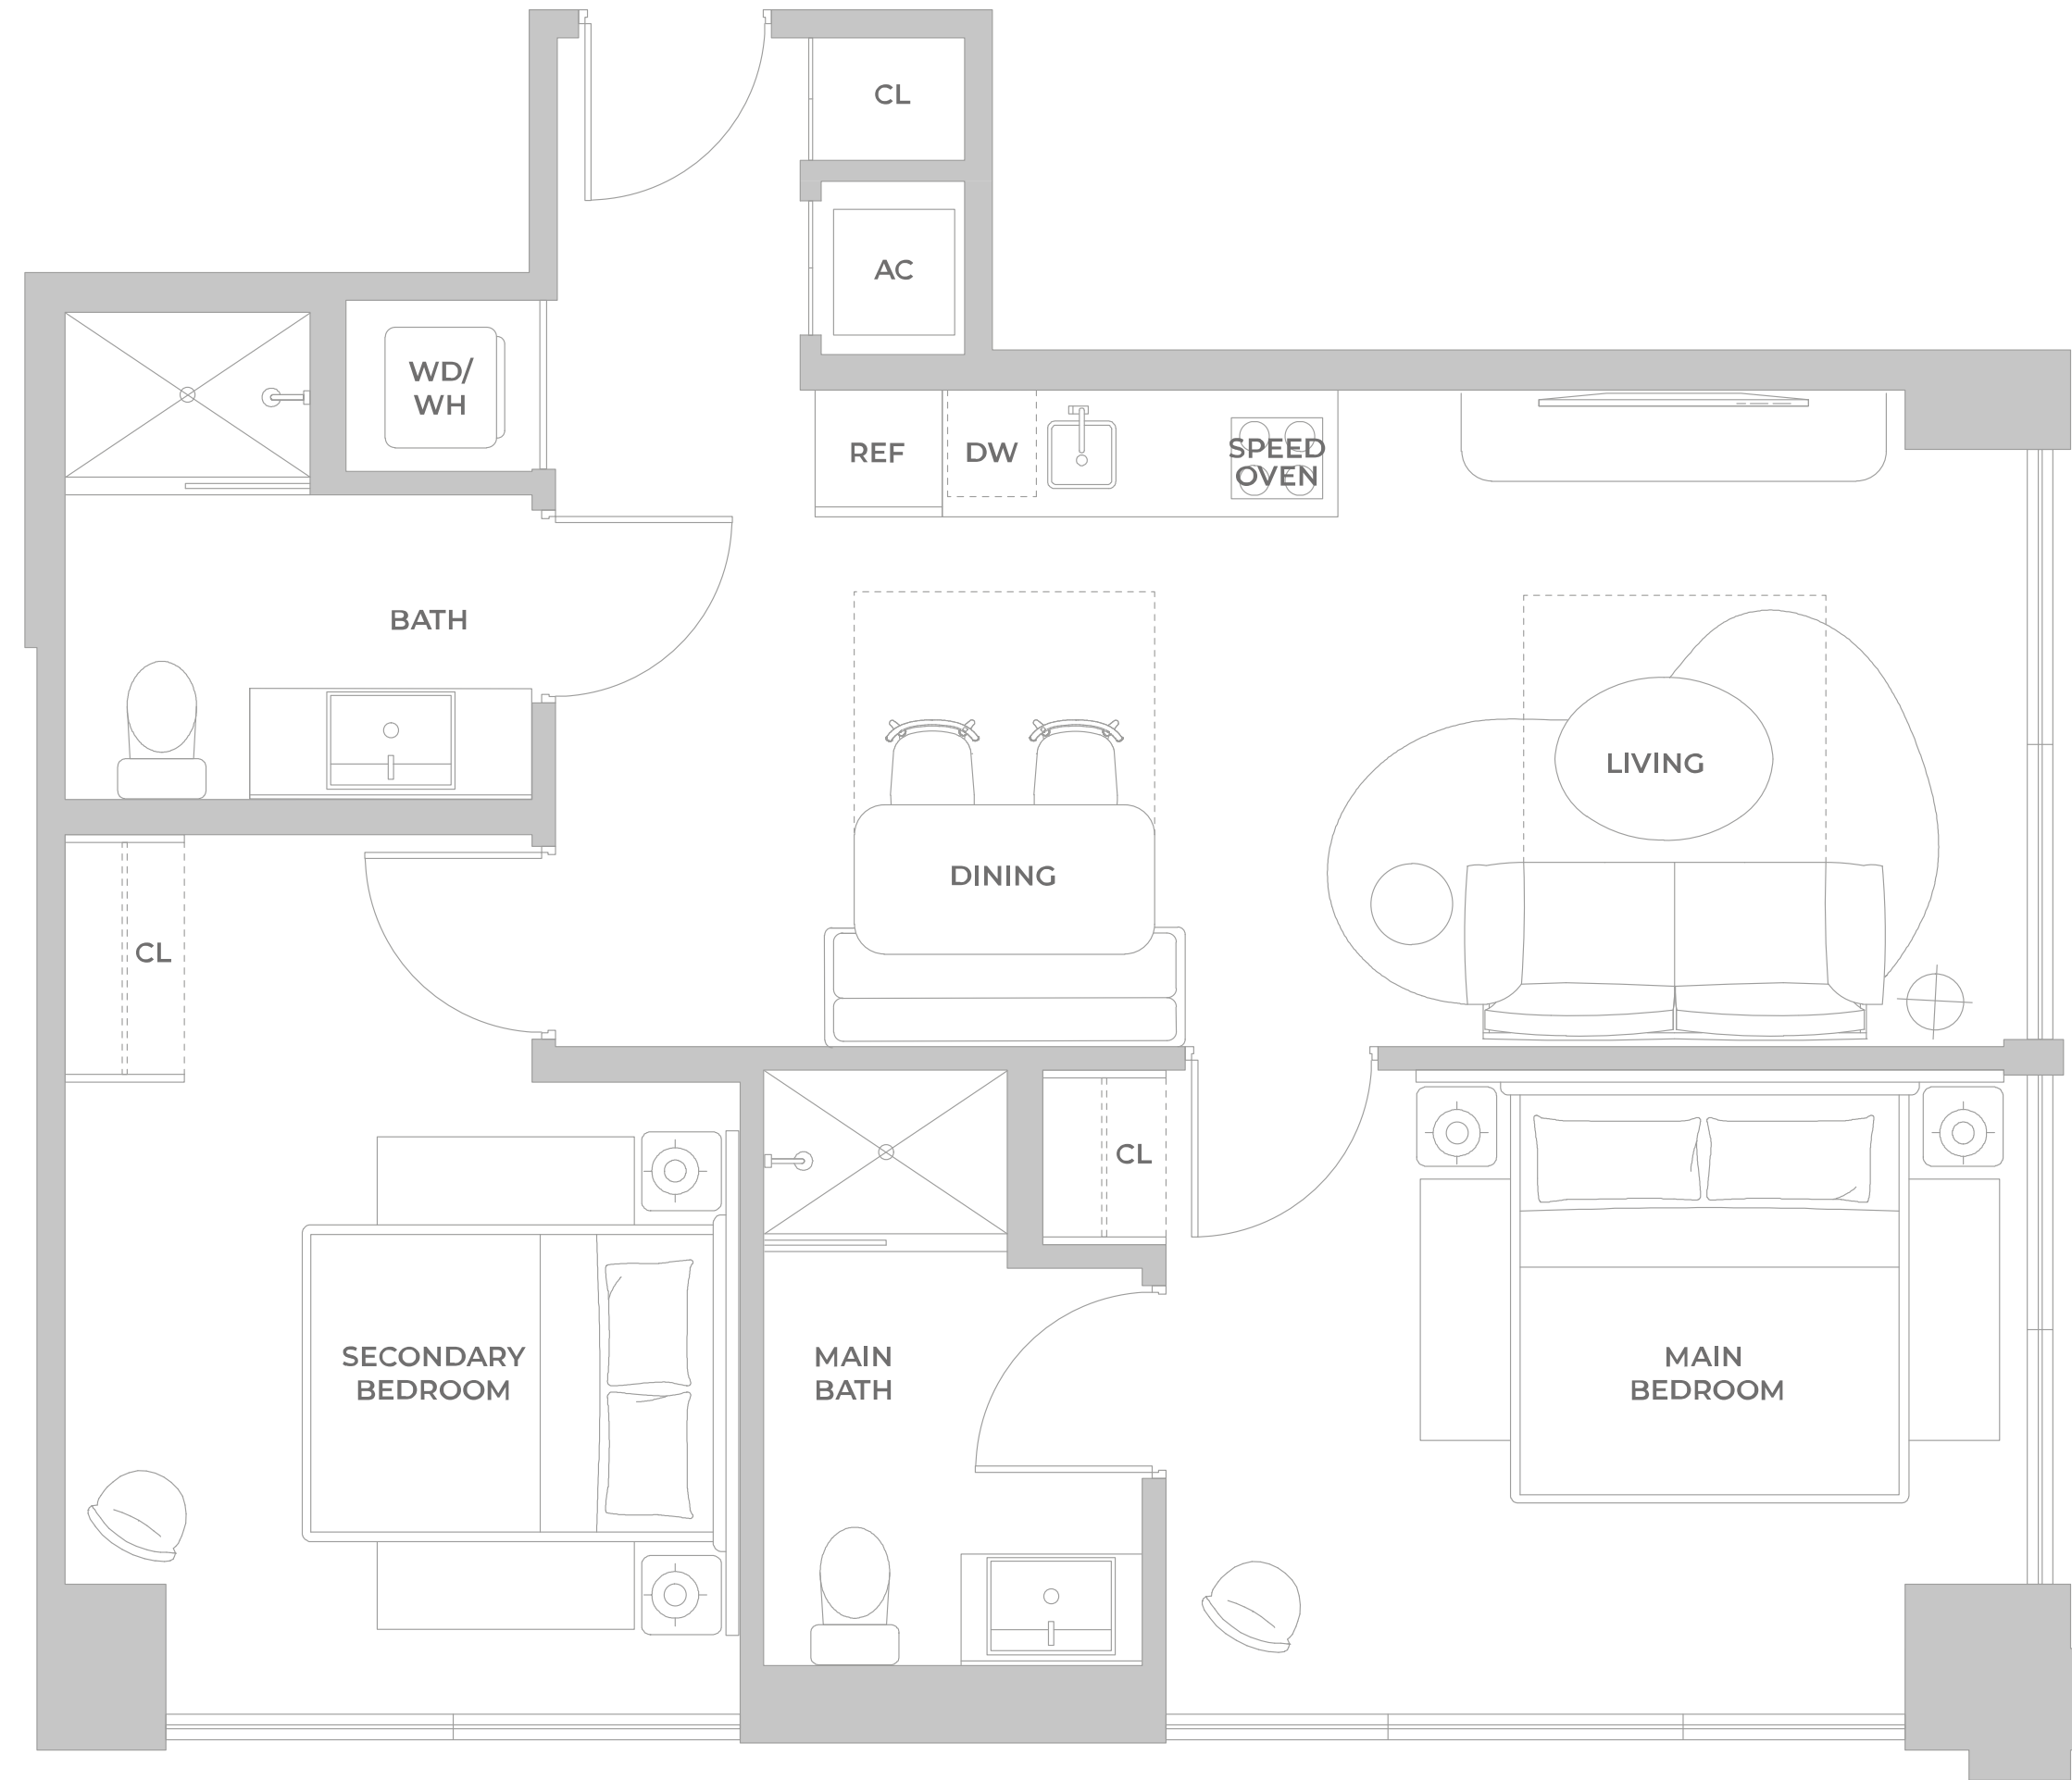 CL
AC
WD/
WH
REF
DW
SPEED
OVEN
BATH
LIVING
DINING
CL
CL
SECONDARY
BEDROOM
MAIN
BATH
MAIN
BEDROOM